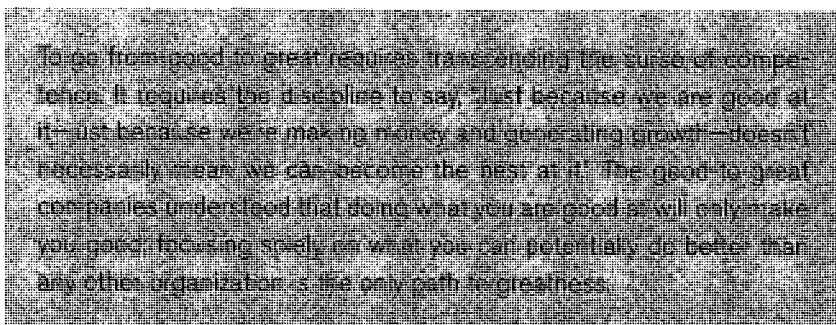 To go from good to great requires transcending the curse of compe-
tence. It requires the discipline to say, "Just because we are good at
it—just because we're making money and generating growth—doesn't
necessarily mean we can become the best at it." The good-to-great
companies understood that doing what you are good at will only make
you good; focusing solely on what you can potentially do better than
any other organization is the only path to greatness.